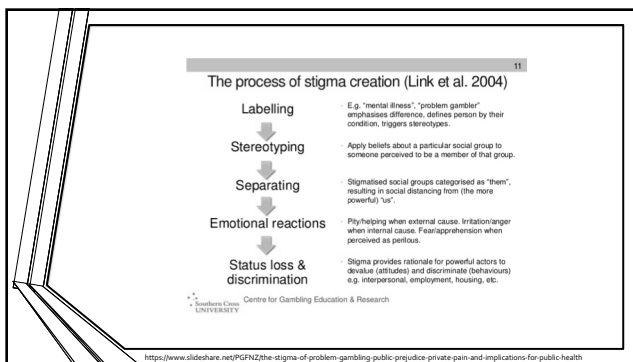 11
The process of stigma creation (Link et al. 2004)
Labelling
E.g. “mental illness”, “problem gambler”
emphasises difference, defines person by their
condition, triggers stereotypes.
Stereotyping
Apply beliefs about a particular social group to
someone perceived to be a member of that group.
Separating
Stigmatised social groups categorised as “them”,
resulting in social distancing from (the more
powerful) “us”.
Emotional reactions
Pity/helping when external cause. Irritation/anger
when internal cause. Fear/apprehension when
perceived as perilous.
Status loss &
discrimination
Stigma provides rationale for powerful actors to
devalue (attitudes) and discriminate (behaviours)
e.g. interpersonal, employment, housing, etc.
Southern Cross
UNIVERSITY
Centre for Gambling Education & Research
https://www.slideshare.net/PGFNZ/the-stigma-of-problem-gambling-public-prejudice-private-pain-and-implications-for-public-health